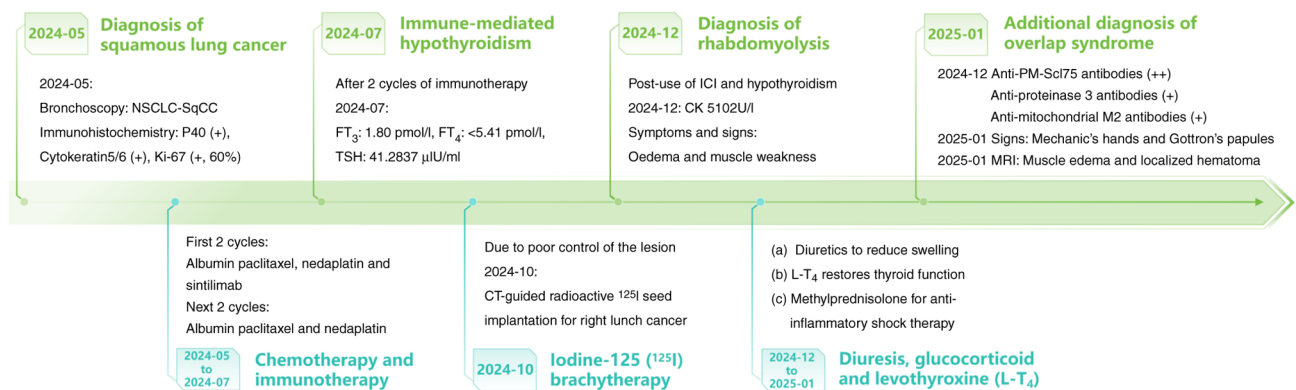 2024-05
Diagnosis of
squamous lung cancer
2024-05:
Bronchoscopy: NSCLC-SqCC
Immunohistochemistry: P40 (+),
Cytokeratin5/6 (+), Ki-67 (+, 60%)
2024-07
Immune-mediated
hypothyroidism
After 2 cycles of immunotherapy
2024-07:
FT3: 1.80 pmol/l, FT4: <5.41 pmol/l,
TSH: 41.2837 μIU/ml
2024-12
Diagnosis of
rhabdomyolysis
Post-use of ICI and hypothyroidism
2024-12: CK 5102U/l
Symptoms and signs:
Oedema and muscle weakness
2025-01
Additional diagnosis of
overlap syndrome
2024-12 Anti-PM-Scl75 antibodies (++)
Anti-proteinase 3 antibodies (+)
Anti-mitochondrial M2 antibodies (+)
2025-01 Signs: Mechanic's hands and Gottron's papules
2025-01 MRI: Muscle edema and localized hematoma
First 2 cycles:
Albumin paclitaxel, nedaplatin and
sintilimab
Next 2 cycles:
Albumin paclitaxel and nedaplatin
2024-05
to
2024-07
Chemotherapy and
immunotherapy
Due to poor control of the lesion
2024-10:
CT-guided radioactive ¹²⁵I seed
implantation for right lunch cancer
2024-10
Iodine-125 (¹²⁵I)
brachytherapy
(a) Diuretics to reduce swelling
(b) L-T4 restores thyroid function
(c) Methylprednisolone for anti-
inflammatory shock therapy
2024-12
to
2025-01
Diuresis, glucocorticoid
and levothyroxine (L-T4)